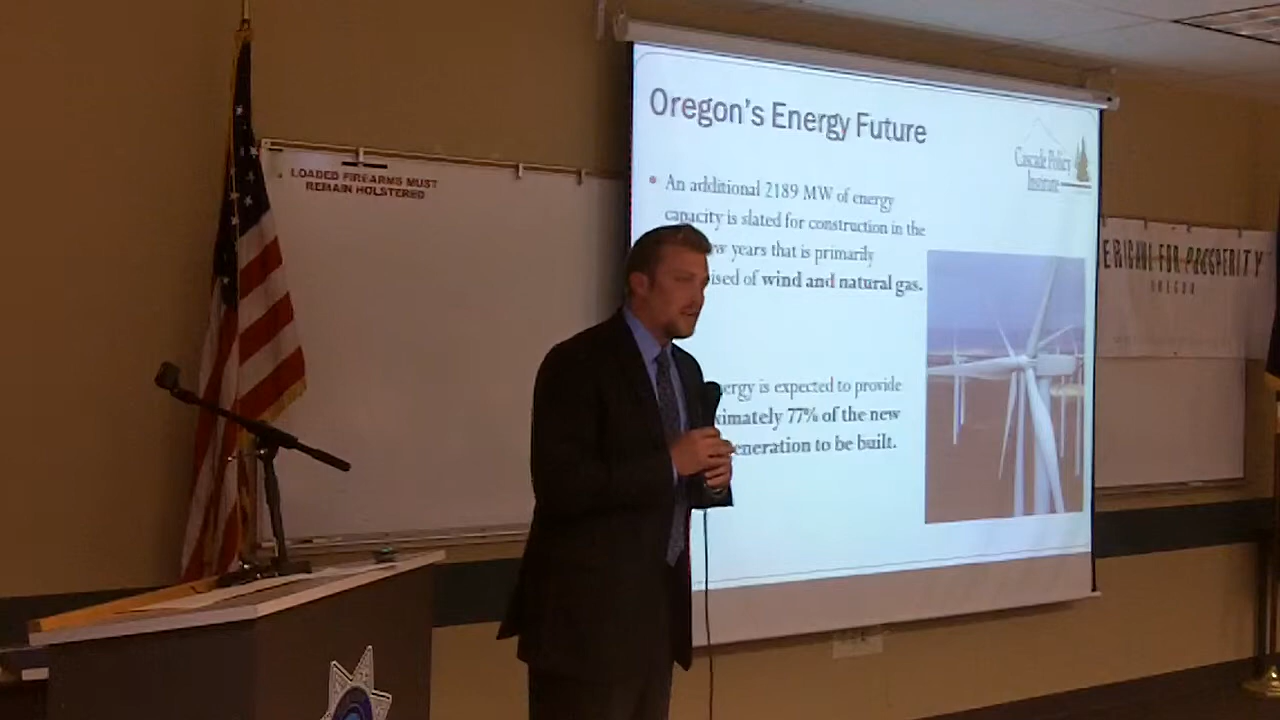 LOADED FIREARMS MUST
REMAIN HOLSTERED
Oregon's Energy Future
Cascade Policy
Institute
• An additional 2189 MW of energy
capacity is slated for construction in the
w years that is primarily
ised of wind and natural gas.
ergy is expected to provide
ximately 77% of the new
eneration to be built.
ERICANS FOR PROSPERITY
OREGON